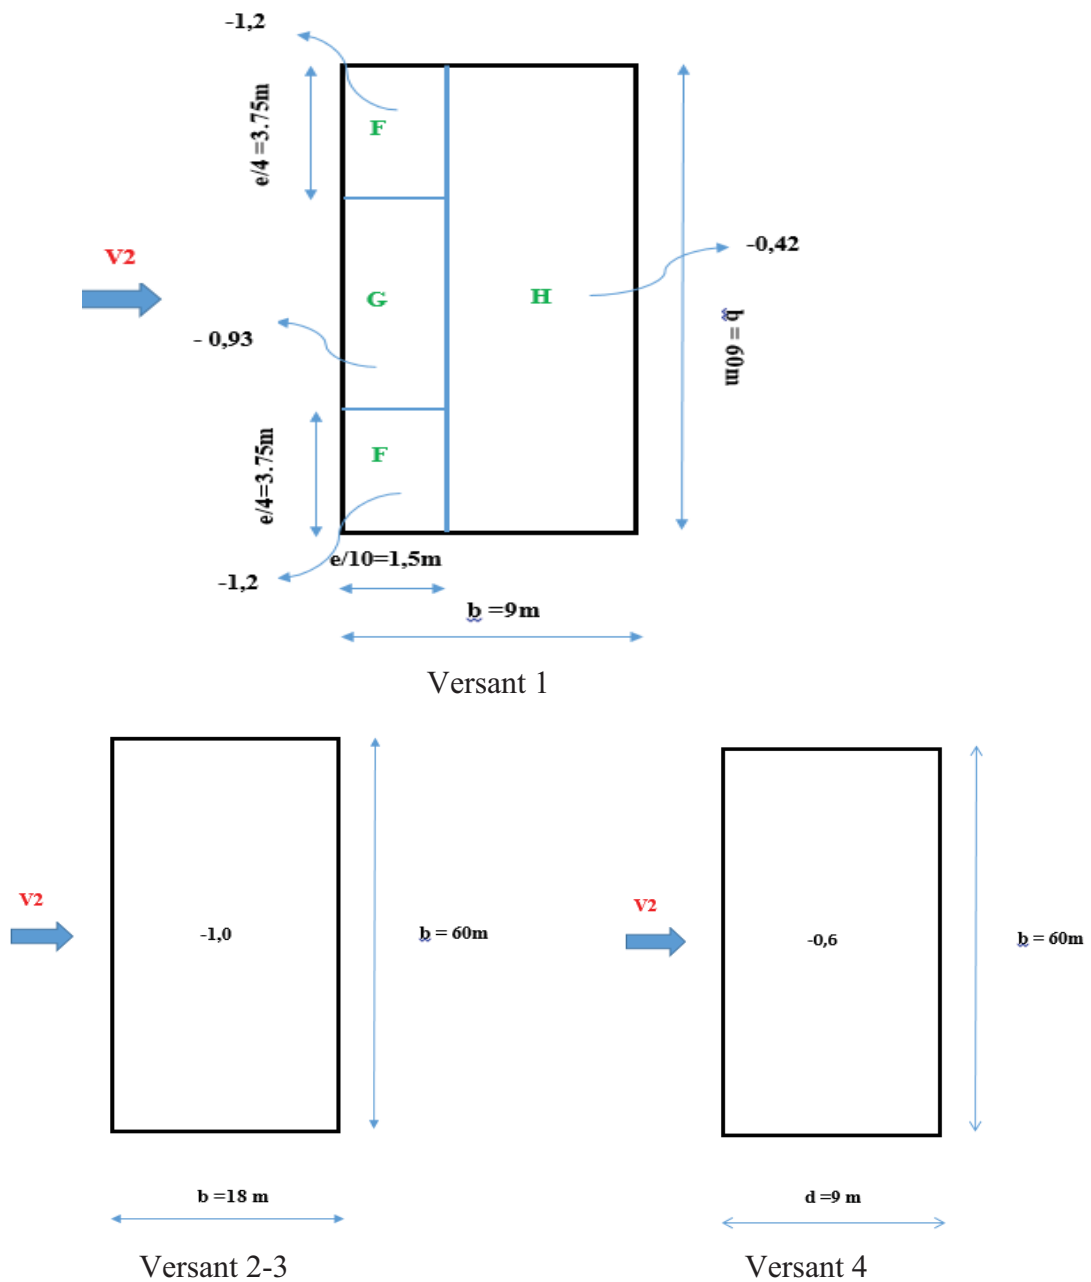 -1,2
e/4 =3.75m
F
V2
-0,42
G
H
- 0,93
b = 60m
F
e/4=3.75m
e/10=1,5m
-1,2
b =9m
Versant 1
V2
-1,0
b = 60m
V2
-0,6
b = 60m
b =18 m
d =9 m
Versant 2-3
Versant 4